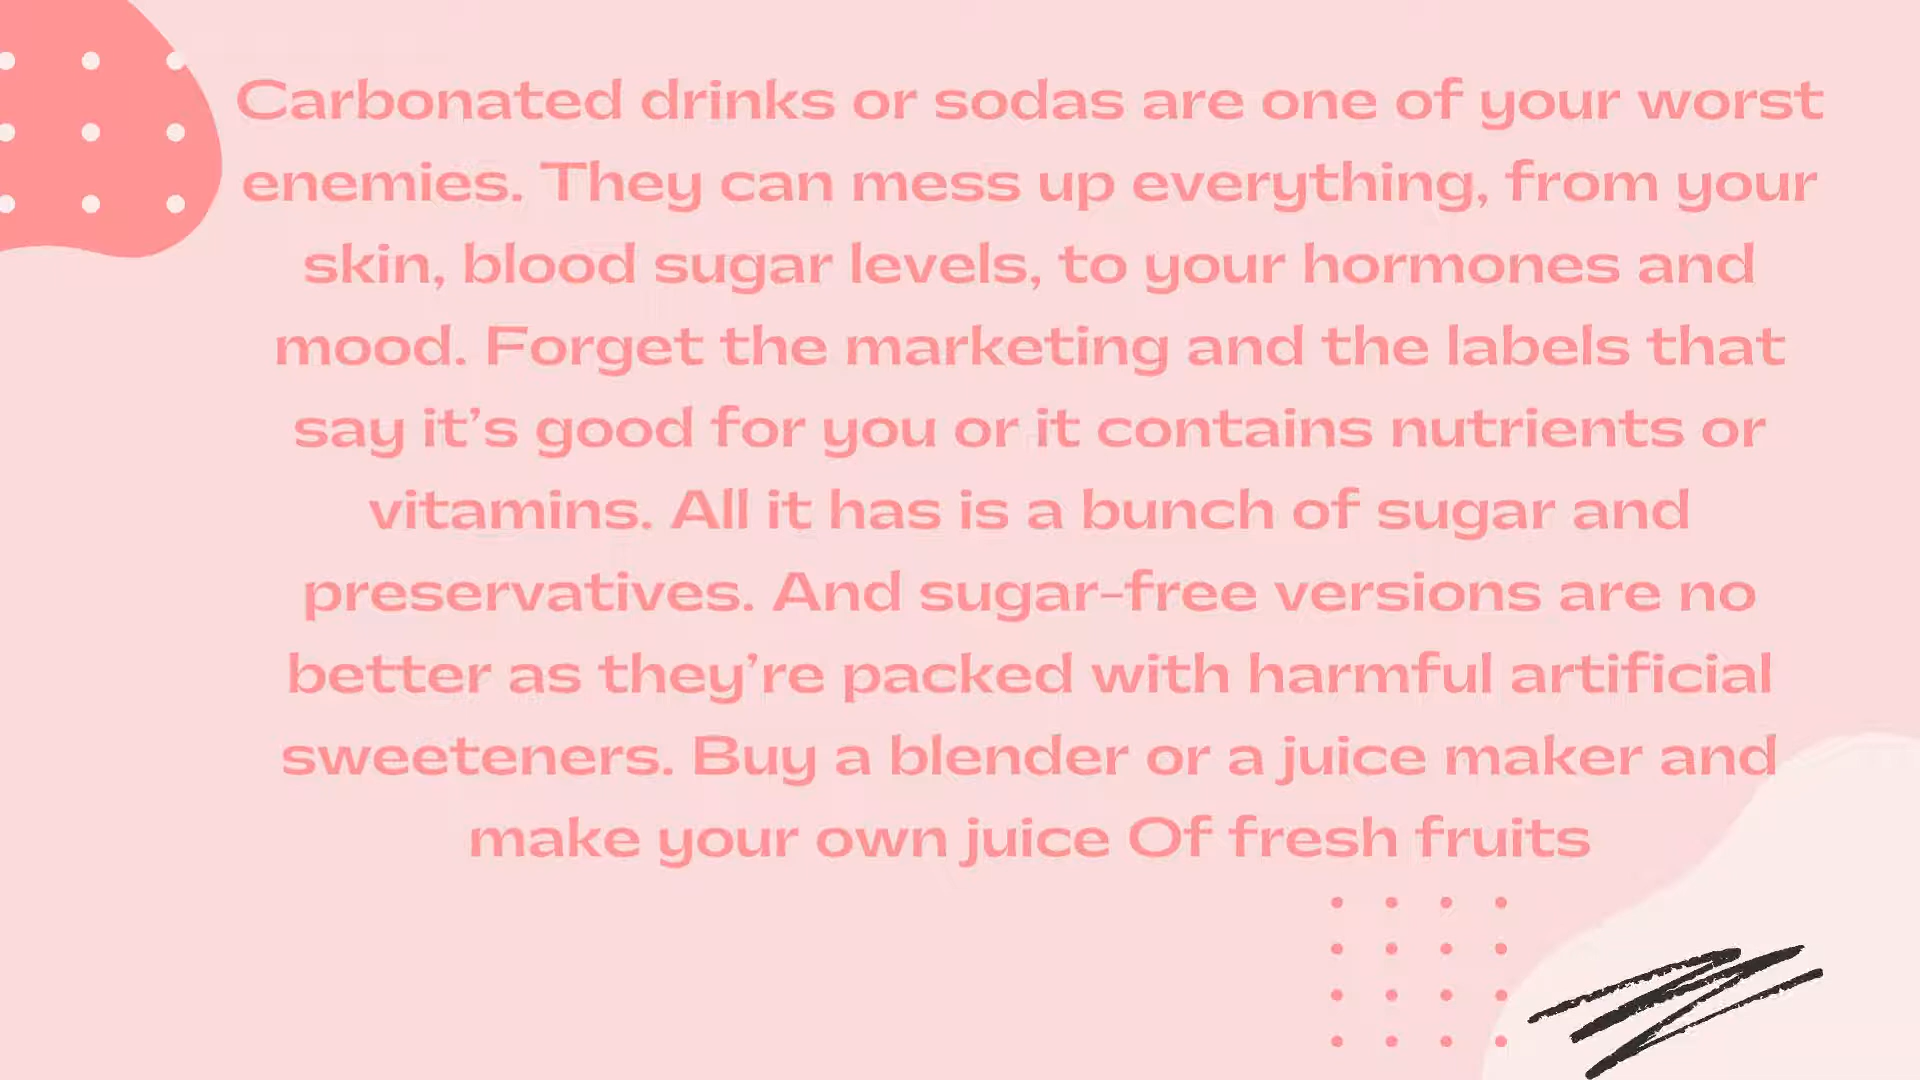 Carbonated drinks or sodas are one of your worst
enemies. They can mess up everything, from your
skin, blood sugar levels, to your hormones and
mood. Forget the marketing and the labels that
say it’s good for you or it contains nutrients or
vitamins. All it has is a bunch of sugar and
preservatives. And sugar-free versions are no
better as they’re packed with harmful artificial
sweeteners. Buy a blender or a juice maker and
make your own juice Of fresh fruits